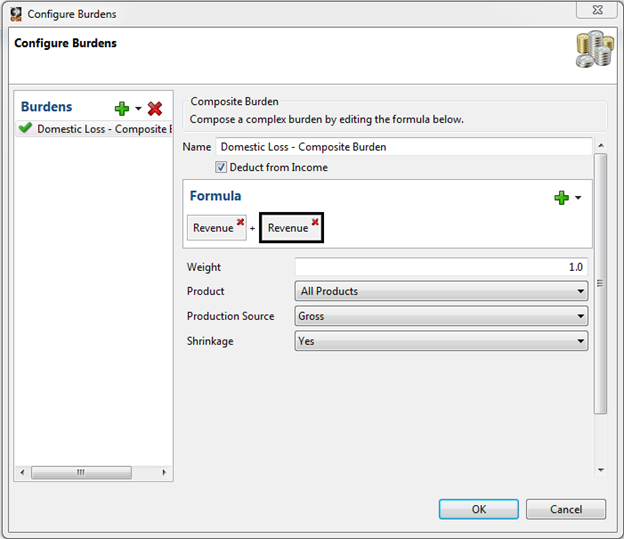 Configure Burdens
Configure Burdens
Burdens
Domestic Loss - Composite E
Composite Burden
Compose a complex burden by editing the formula below.
Name Domestic Loss - Composite Burden
Deduct from Income
Formula
Revenue + Revenue
Weight 1.0
Product All Products
Production Source Gross
Shrinkage Yes
OK Cancel